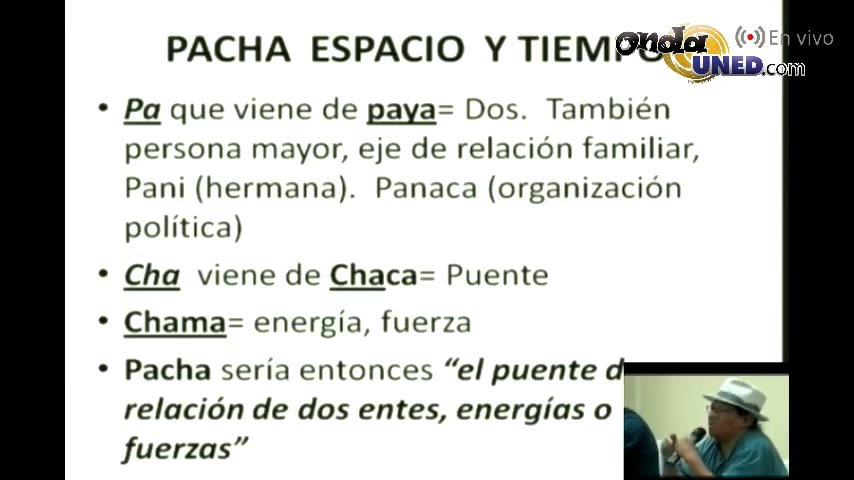 PACHA ESPACIO Y TIEMPO
onda
UNED.com
En vivo
• Pa que viene de paya= Dos. También
persona mayor, eje de relación familiar,
Pani (hermana). Panaca (organización
política)
• Cha viene de Chaca= Puente
• Chama= energía, fuerza
• Pacha sería entonces “el puente d
relación de dos entes, energías o
fuerzas”